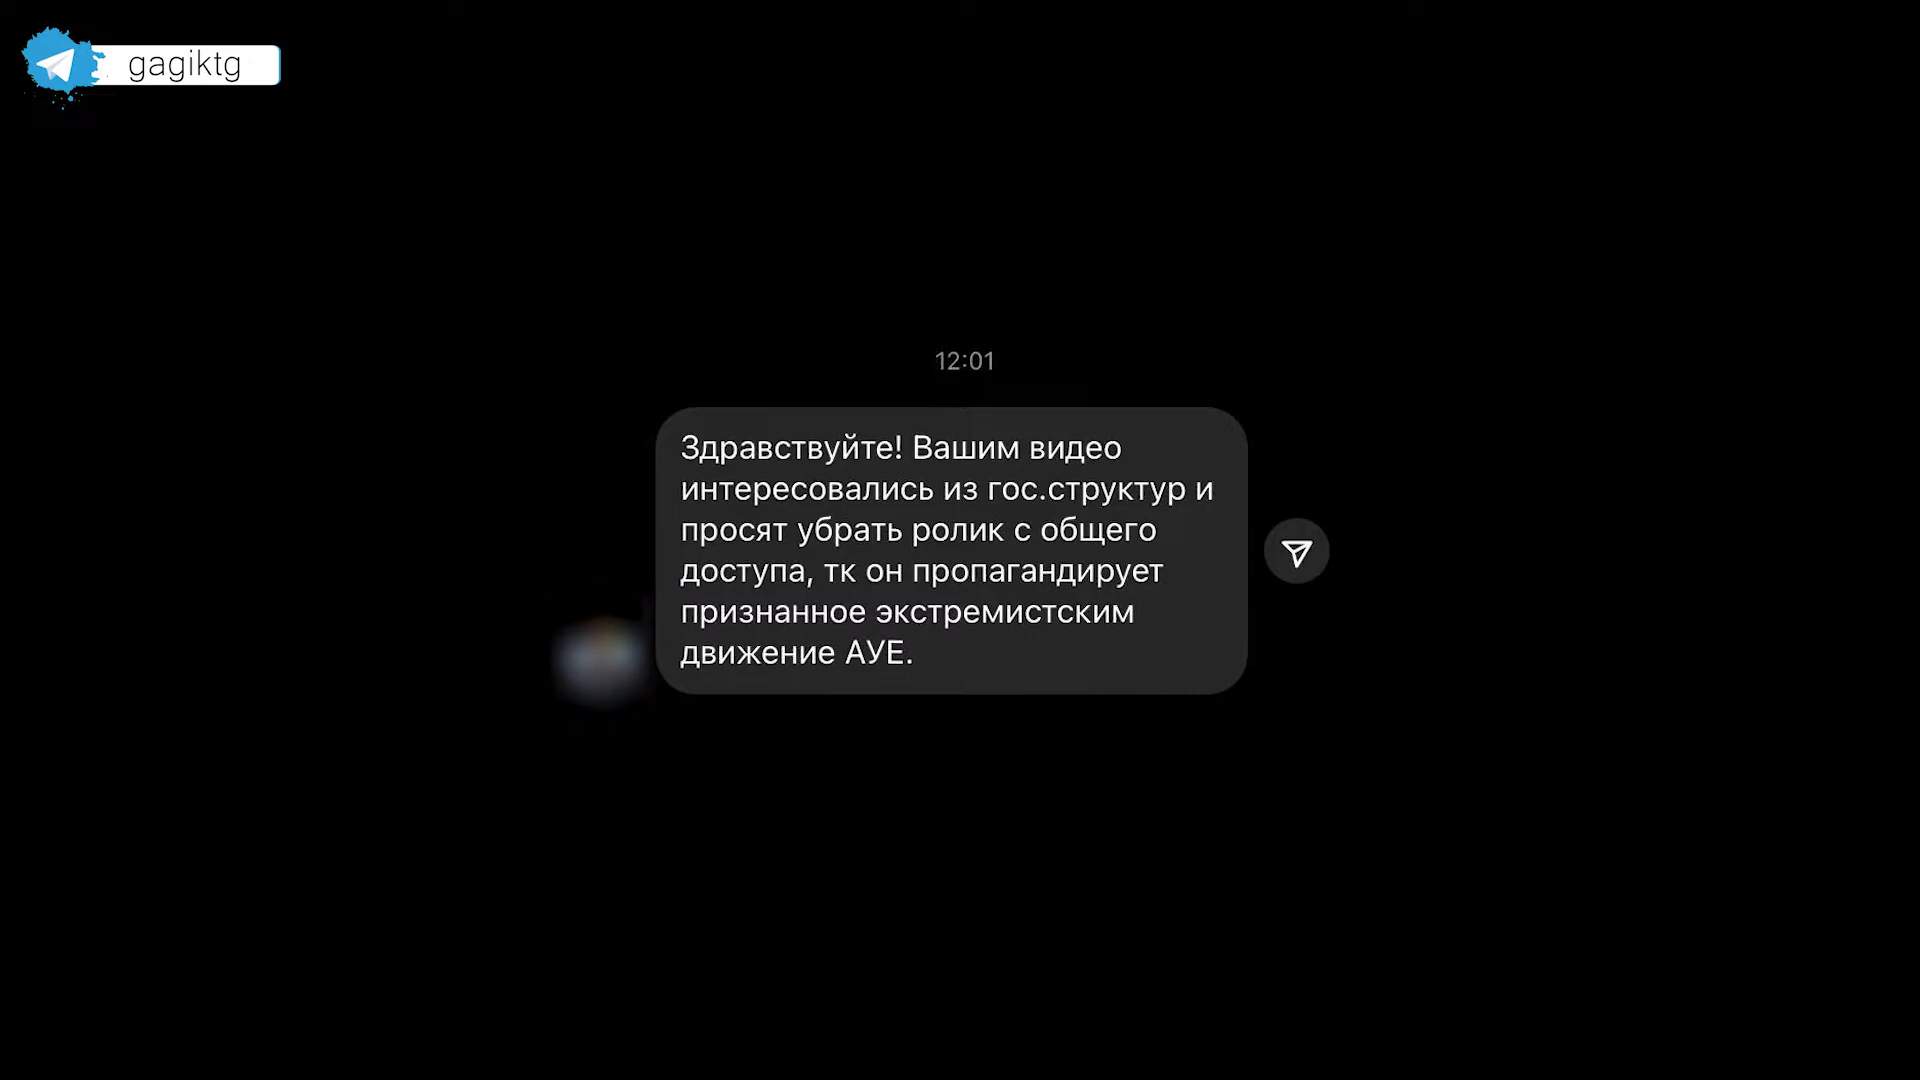 gagiktg
12:01
Здравствуйте! Вашим видео
интересовались из гос.структур и
просят убрать ролик с общего
доступа, тк он пропагандирует
признанное экстремистским
движение АУЕ.